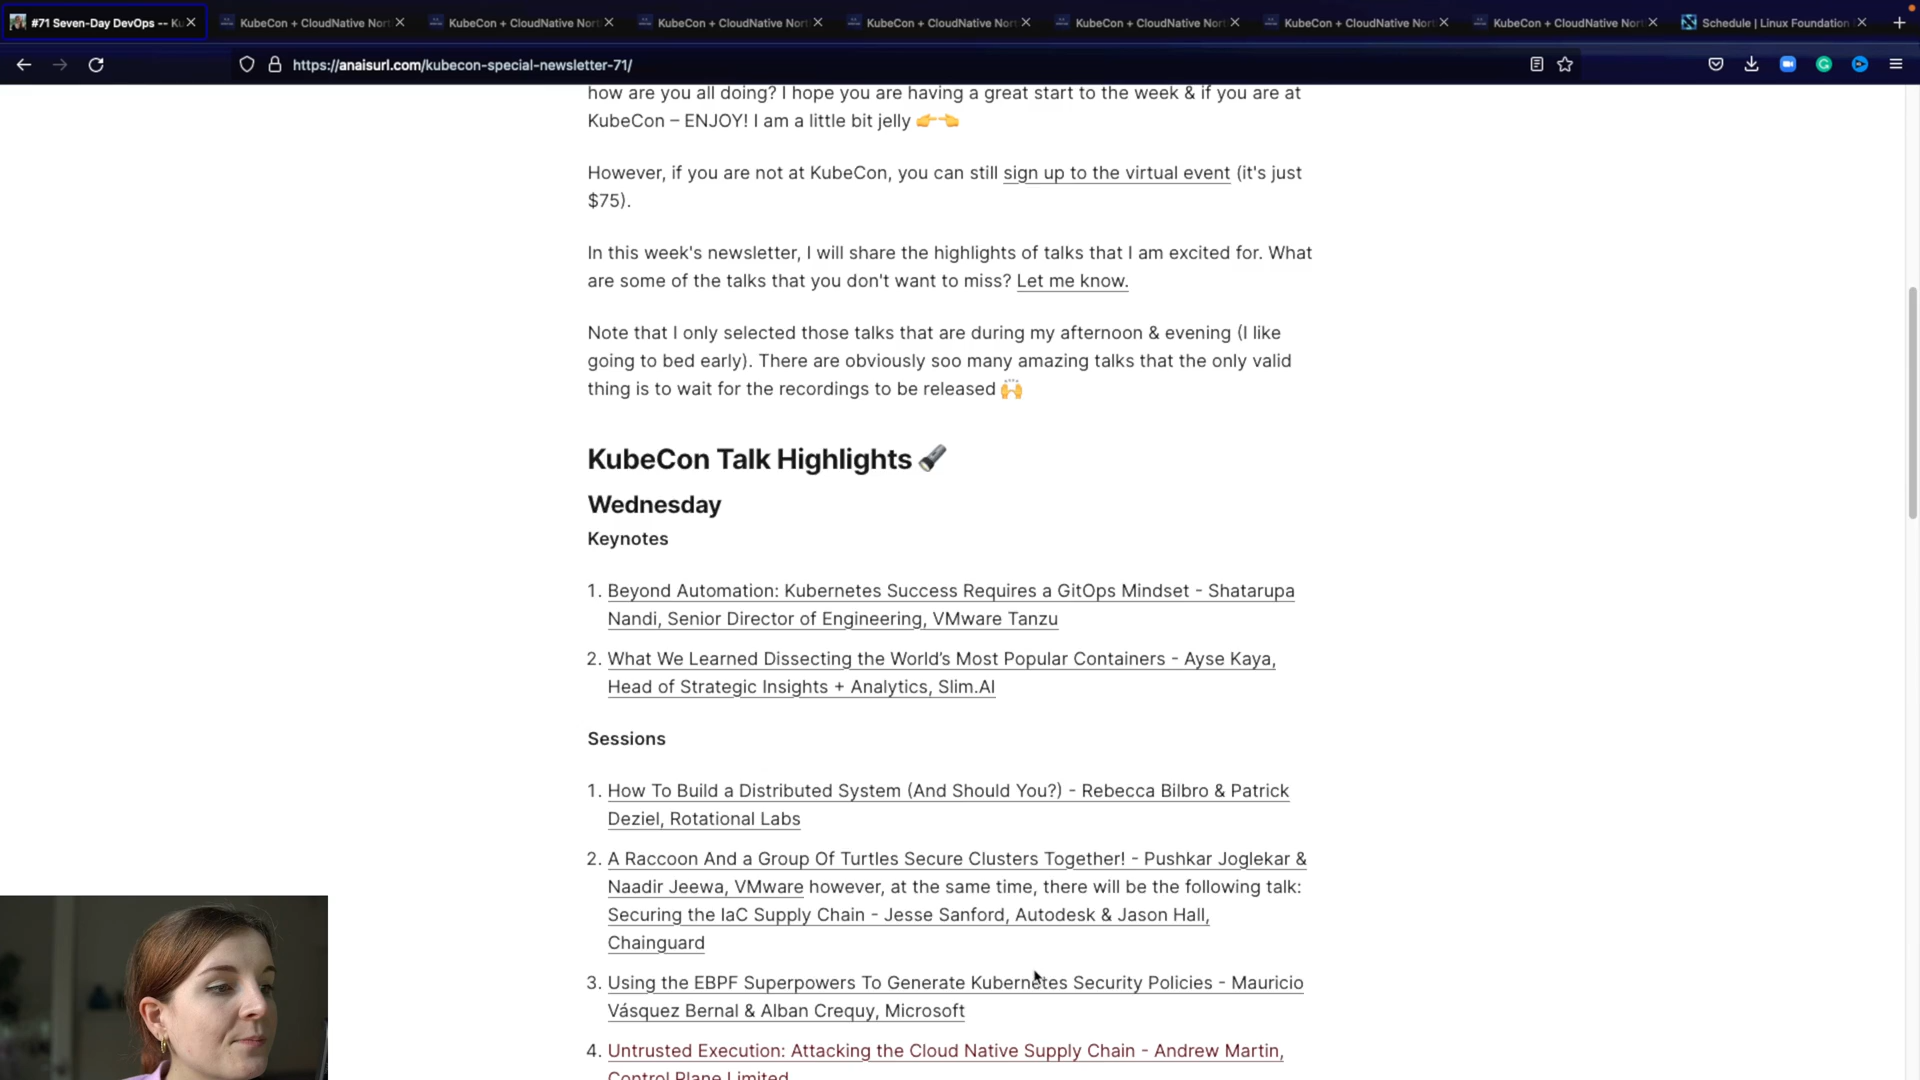 #71 Seven-Day DevOps -- Ku
KubeCon + CloudNative Nort
KubeCon + CloudNative Nort
KubeCon + CloudNative Nort
KubeCon + CloudNative Nort
KubeCon + CloudNative Nort
KubeCon + CloudNative Nort
KubeCon + CloudNative Nort
Schedule | Linux Foundation
https://anaisurl.com/kubecon-special-newsletter-71/
how are you all doing? I hope you are having a great start to the week & if you are at
KubeCon – ENJOY! I am a little bit jelly 👉👈
However, if you are not at KubeCon, you can still sign up to the virtual event (it's just
$75).
In this week's newsletter, I will share the highlights of talks that I am excited for. What
are some of the talks that you don't want to miss? Let me know.
Note that I only selected those talks that are during my afternoon & evening (I like
going to bed early). There are obviously soo many amazing talks that the only valid
thing is to wait for the recordings to be released 🙌
KubeCon Talk Highlights 🔦
Wednesday
Keynotes
1. Beyond Automation: Kubernetes Success Requires a GitOps Mindset - Shatarupa
Nandi, Senior Director of Engineering, VMware Tanzu
2. What We Learned Dissecting the World's Most Popular Containers - Ayse Kaya,
Head of Strategic Insights + Analytics, Slim.AI
Sessions
1. How To Build a Distributed System (And Should You?) - Rebecca Bilbro & Patrick
Deziel, Rotational Labs
2. A Raccoon And a Group Of Turtles Secure Clusters Together! - Pushkar Joglekar &
Naadir Jeewa, VMware however, at the same time, there will be the following talk:
Securing the IaC Supply Chain - Jesse Sanford, Autodesk & Jason Hall,
Chainguard
3. Using the EBPF Superpowers To Generate Kubernetes Security Policies - Mauricio
Vásquez Bernal & Alban Crequy, Microsoft
4. Untrusted Execution: Attacking the Cloud Native Supply Chain - Andrew Martin,
Control Plane Limited